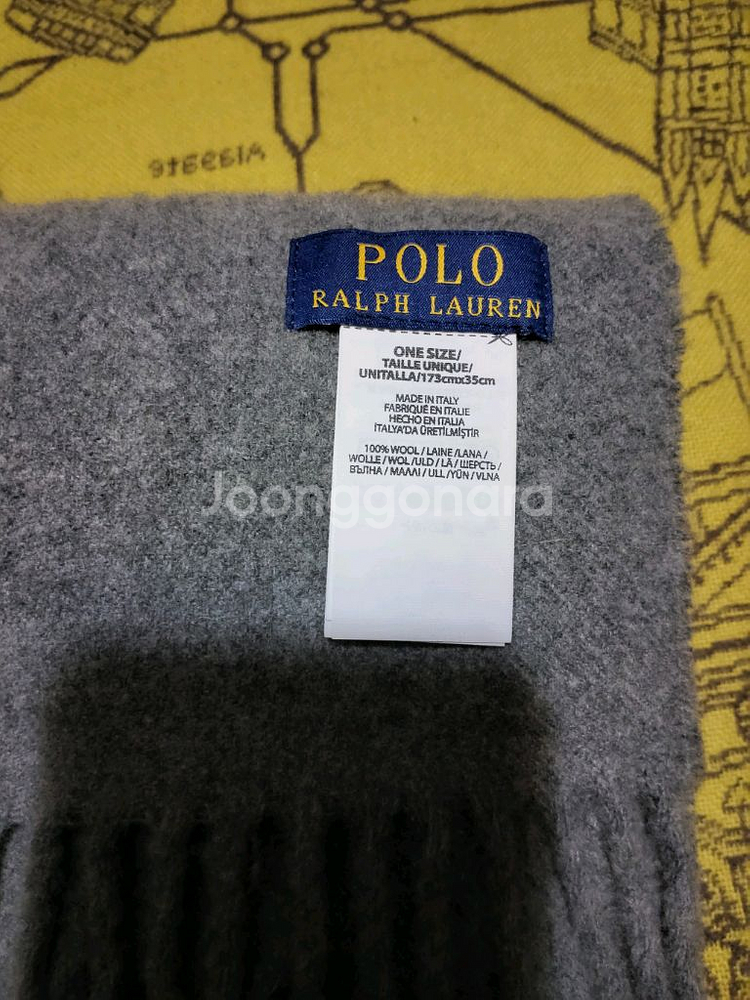 POLO
RALPH LAUREN
ONE SIZE/
TAILLE UNIQUE/
UNITALLA/173cmx35cm
MADE IN ITALY
FABRIQUÉ EN ITALIE
HECHO EN ITALIA
İTALYA'DA ÜRETİLMİŞTİR
100% WOOL / LAINE /LANA /
WOLLE / WOL /ULD / LÃ / ШЕРСТЬ /
ВЪЛНА / ΜΑΛΛΙ / ULL /YÜN / VLNA
Joonggonara